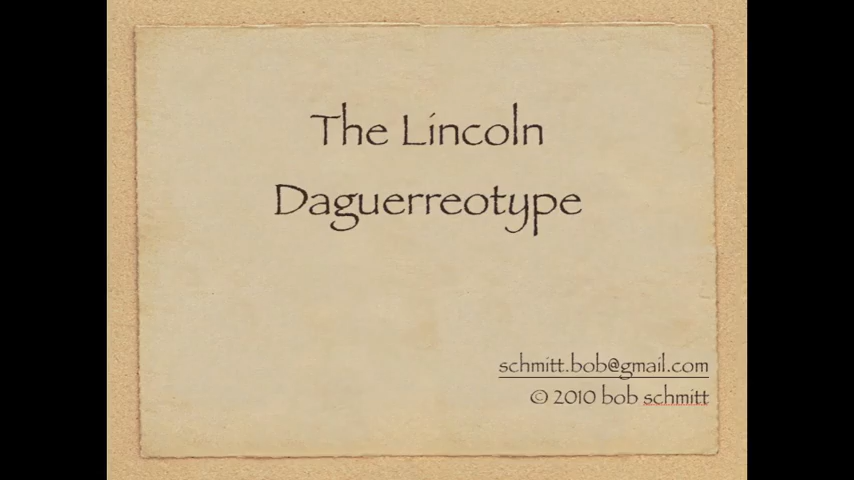 The Lincoln
Daguerreotype
schmitt.bob@gmail.com
© 2010 bob schmitt